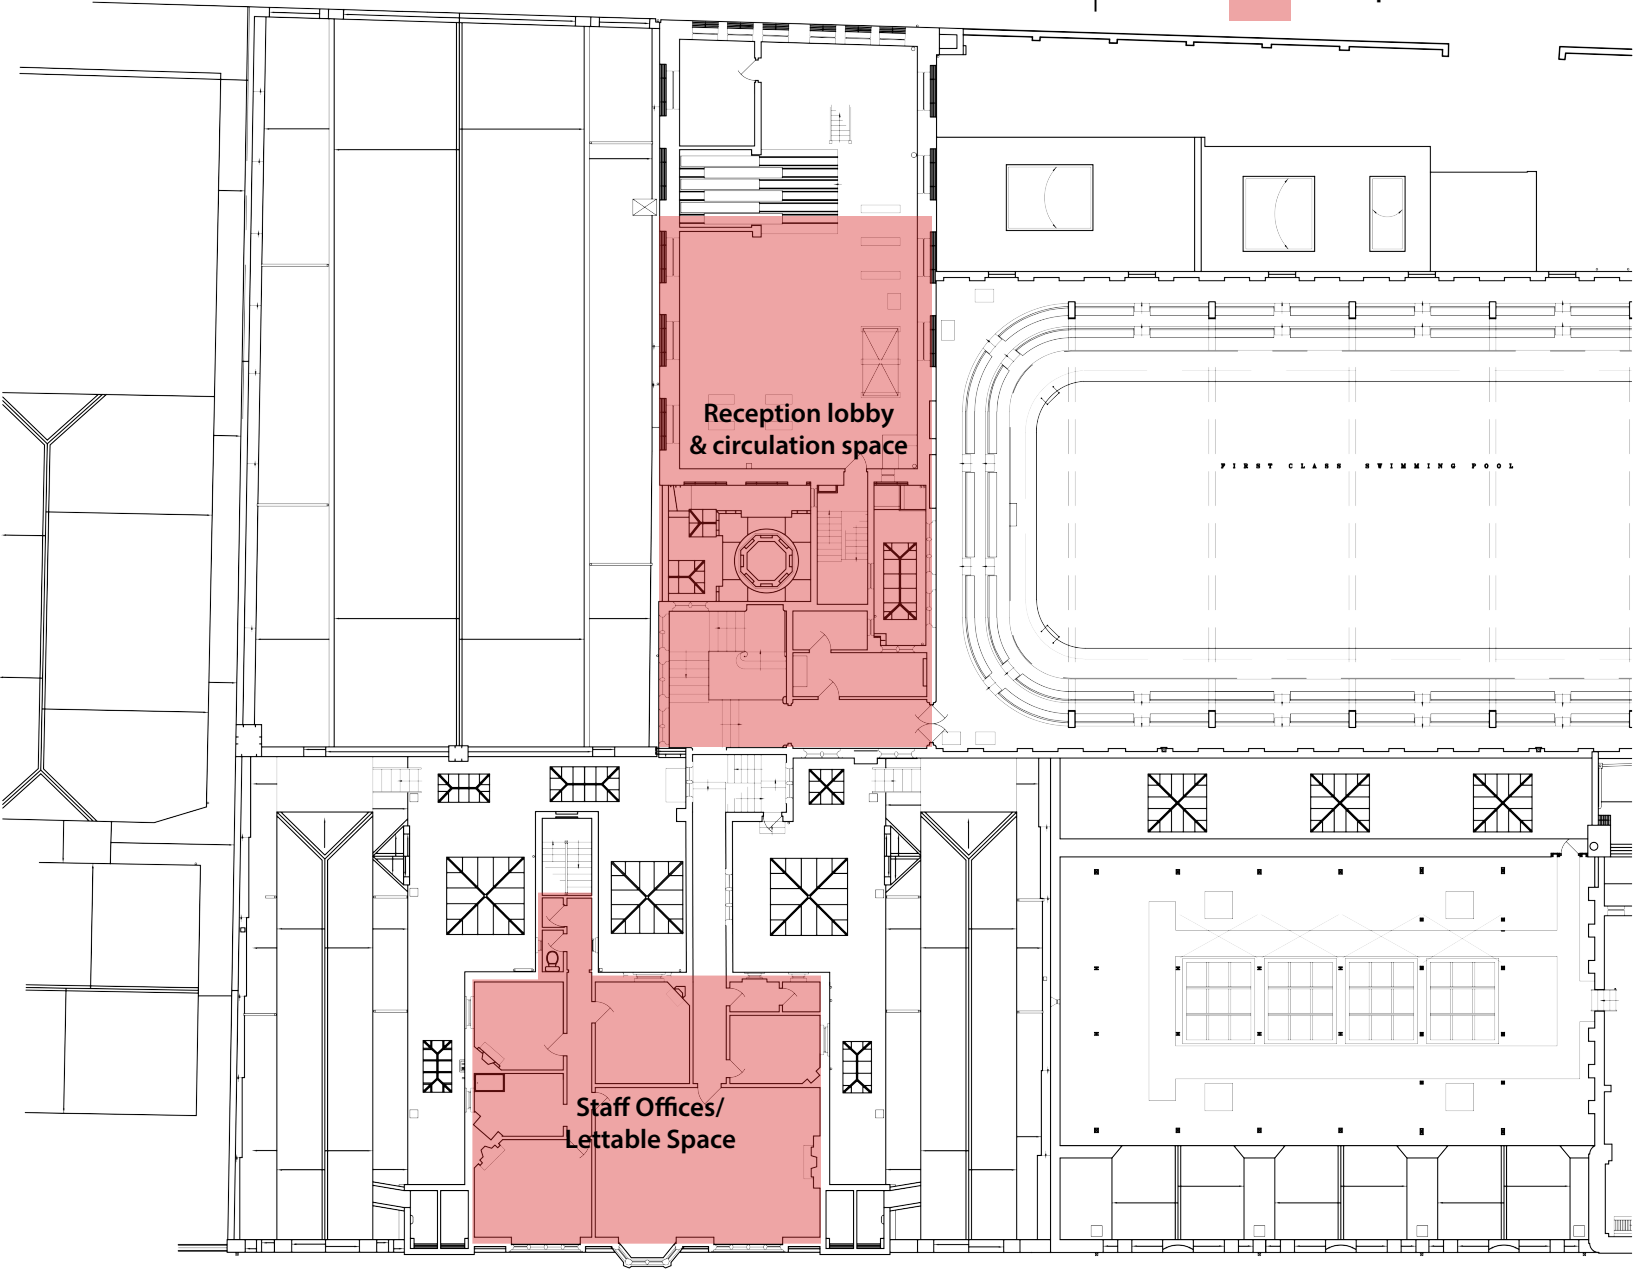 Reception lobby
& circulation space
FIRST CLASS SWIMMING POOL
Staff Offices/
Lettable Space